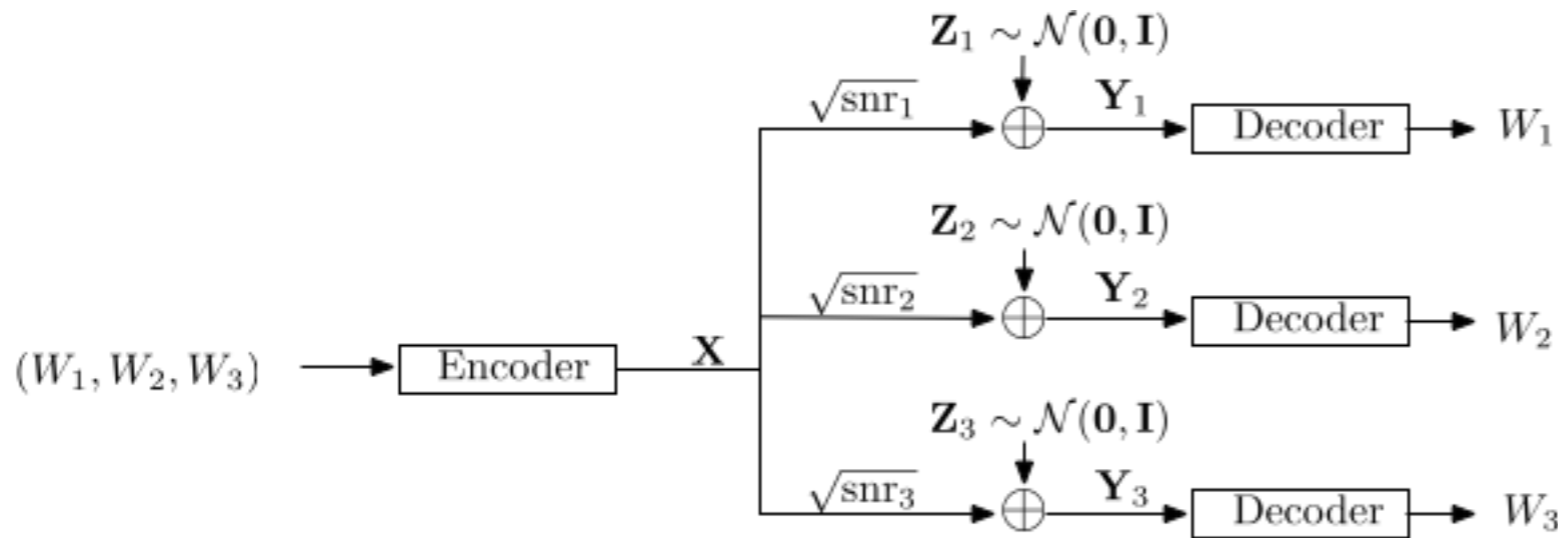 Z₁ ∼ 𝒩(0, I)
√snr₁ Y₁ Decoder W₁
Z₂ ∼ 𝒩(0, I)
√snr₂ Y₂ Decoder W₂
(W₁, W₂, W₃) Encoder X
Z₃ ∼ 𝒩(0, I)
√snr₃ Y₃ Decoder W₃